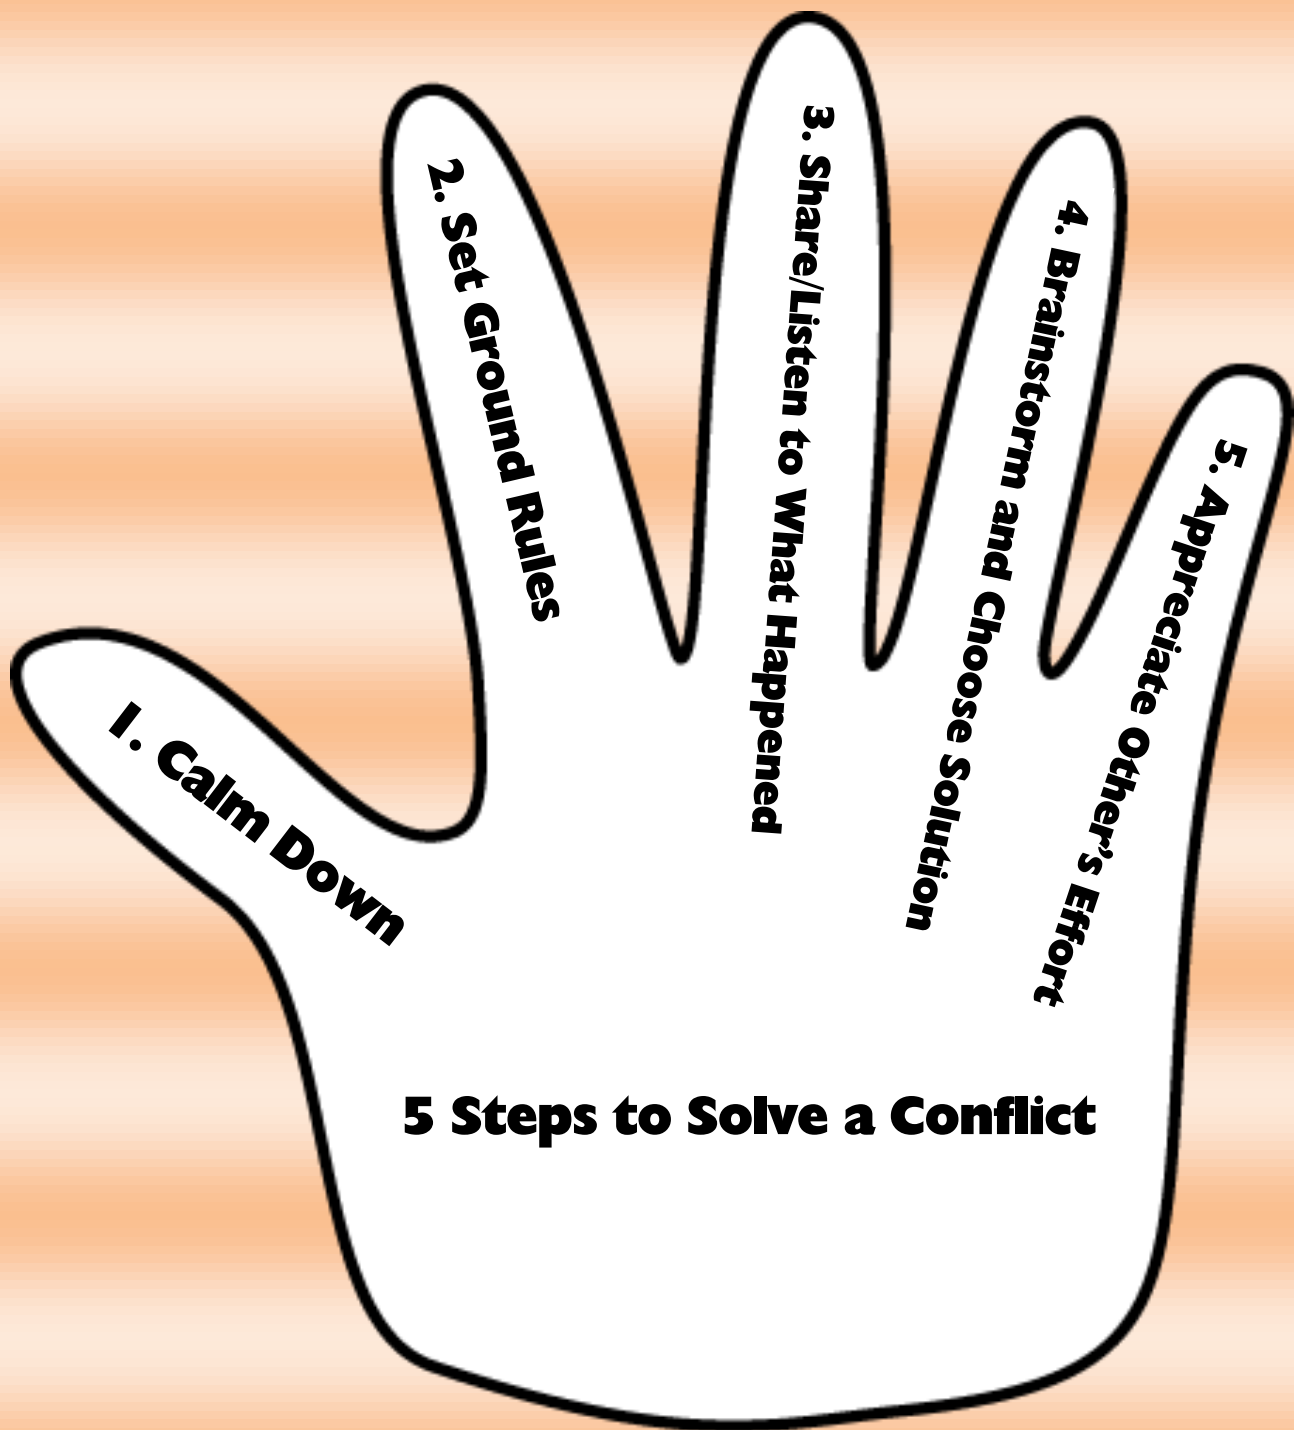 1. Calm Down
2. Set Ground Rules
3. Share/Listen to What Happened
4. Brainstorm and Choose Solution
5. Appreciate Other's Effort
5 Steps to Solve a Conflict